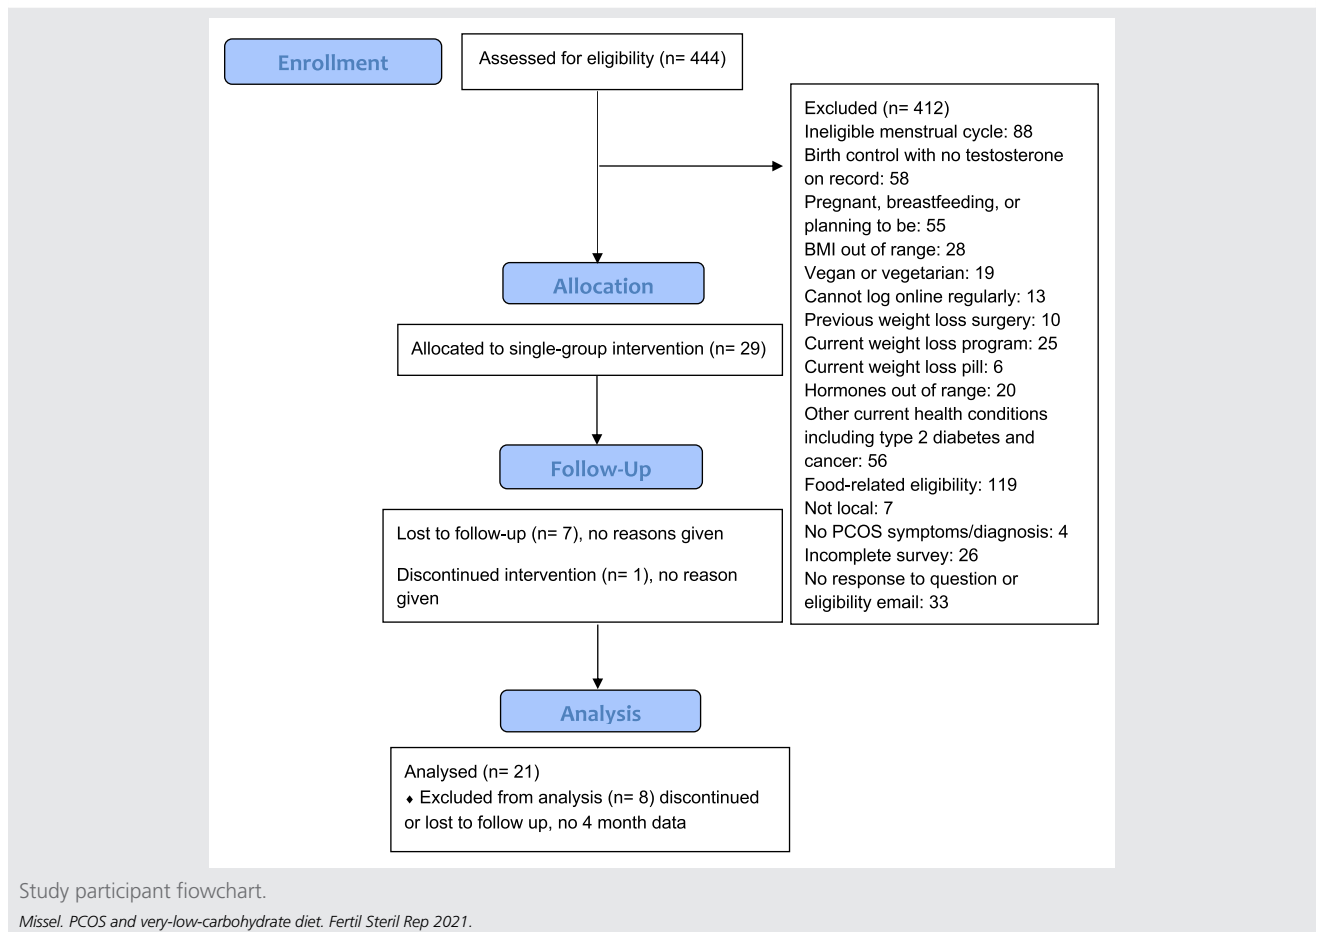 Enrollment
Assessed for eligibility (n= 444)
Excluded (n= 412)
Ineligible menstrual cycle: 88
Birth control with no testosterone
on record: 58
Pregnant, breastfeeding, or
planning to be: 55
BMI out of range: 28
Vegan or vegetarian: 19
Cannot log online regularly: 13
Previous weight loss surgery: 10
Current weight loss program: 25
Current weight loss pill: 6
Hormones out of range: 20
Other current health conditions
including type 2 diabetes and
cancer: 56
Food-related eligibility: 119
Not local: 7
No PCOS symptoms/diagnosis: 4
Incomplete survey: 26
No response to question or
eligibility email: 33
Allocation
Allocated to single-group intervention (n= 29)
Follow-Up
Lost to follow-up (n= 7), no reasons given
Discontinued intervention (n= 1), no reason
given
Analysis
Analysed (n= 21)
♦ Excluded from analysis (n= 8) discontinued
or lost to follow up, no 4 month data
Study participant flowchart.
Missel. PCOS and very-low-carbohydrate diet. Fertil Steril Rep 2021.